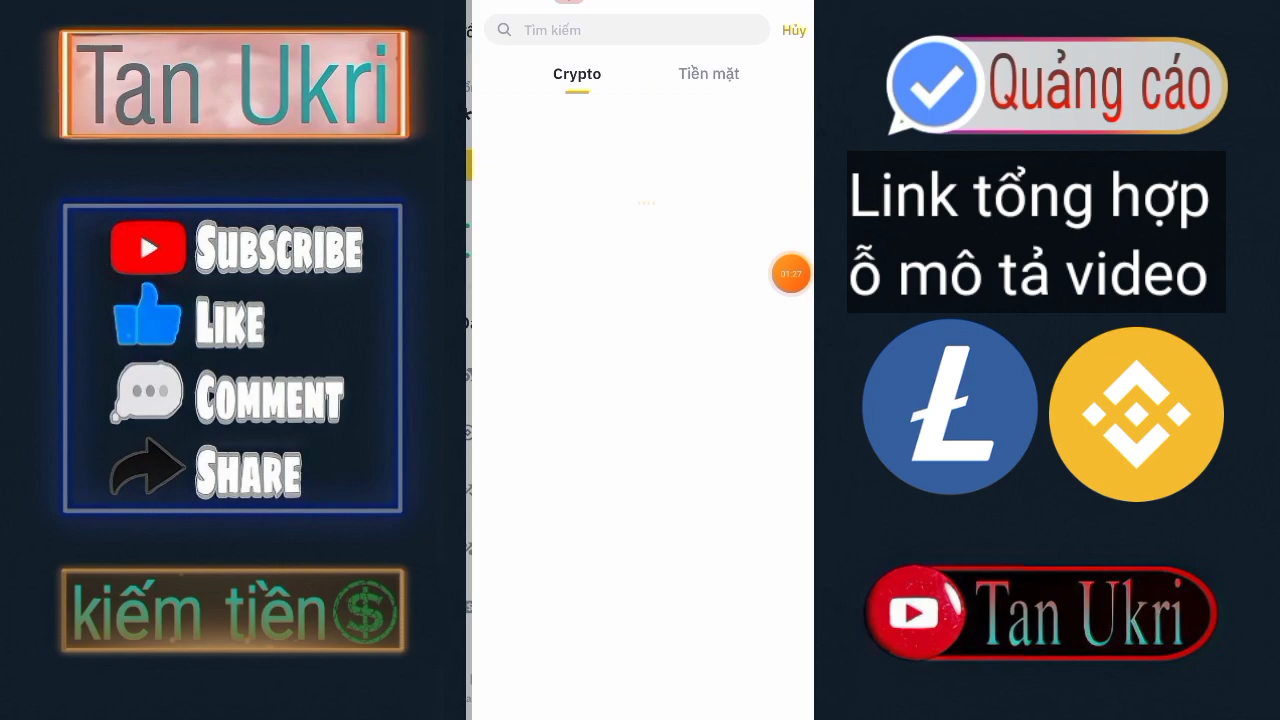 Tan Ukri
SUBSCRIBE
LIKE
COMMENT
SHARE
kiếm tiền
Tìm kiếm
Hủy
Crypto
Tiền mặt
01:27
Quảng cáo
Link tổng hợp
ỗ mô tả video
Tan Ukri